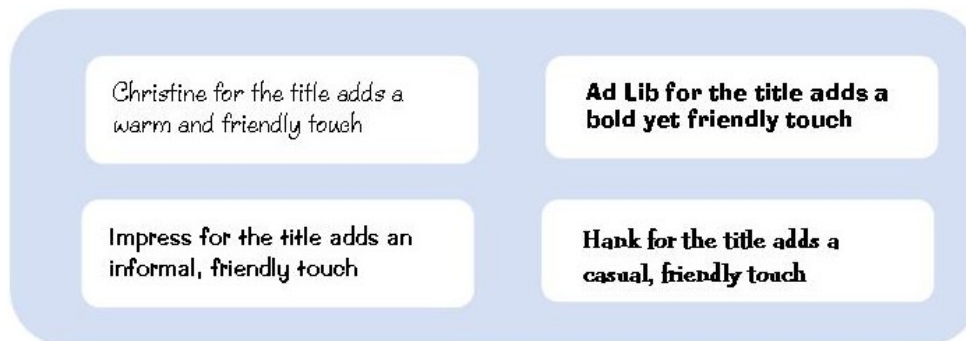 Christine for the title adds a
warm and friendly touch
Ad Lib for the title adds a
bold yet friendly touch
Impress for the title adds an
informal, friendly touch
Hank for the title adds a
casual, friendly touch